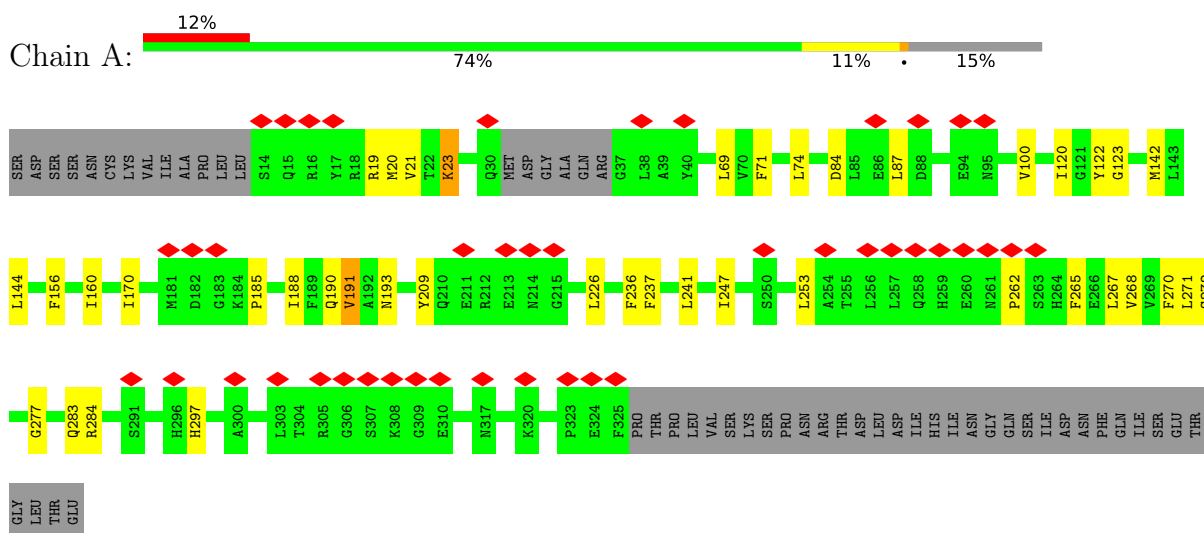 12%
Chain A:
74% 11% • 15%
SER ASP SER SER ASN CYS LYS VAL ILE ALA PRO LEU LEU S14 Q15 R16 Y17 R18 R19 M20 V21 T22 K23 Q30 MET ASP GLY ALA GLN ARG G37 L38 A39 Y40 L69 V70 F71 L74 D84 L85 E86 L87 D88 E94 N95 V100 I120 G121 Y122 G123 M142 L143
L144 F156 I160 I170 M181 D182 G183 K184 P185 I188 F189 Q190 V191 A192 N193 Y209 Q210 E211 R212 E213 N214 G215 L226 F236 F237 L241 I247 S250 L253 A254 T255 L256 L257 Q258 H259 E260 N261 P262 S263 H264 F265 E266 L267 V268 V269 F270 L271
G277 Q283 R284 S291 H296 H297 A300 L303 T304 R305 G306 S307 K308 G309 E310 N317 K320 P323 E324 F325 PRO THR PRO LEU VAL SER LYS SER PRO ASN ARG THR ASP LEU ASP ILE HIS ILE ASN GLY GLN SER ILE ASP ASN PHE GLN ILE SER GLU THR
GLY LEU THR GLU